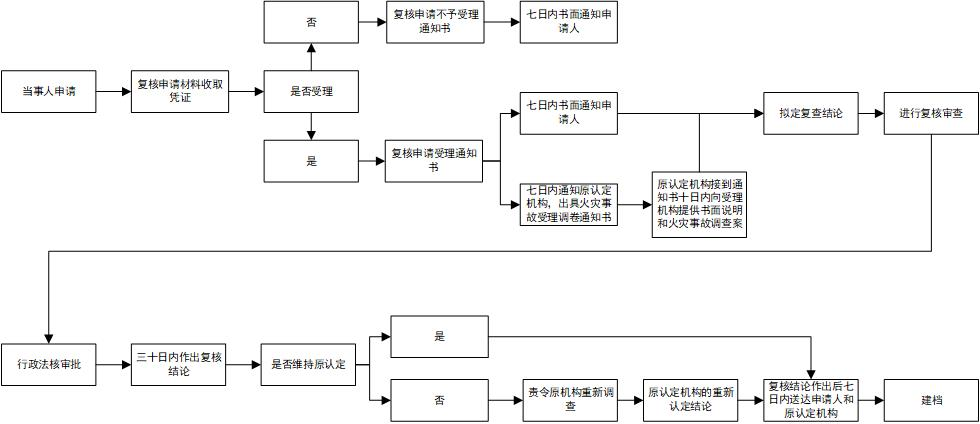 否
复核申请不予受理
通知书
七日内书面通知申
请人
当事人申请
复核申请材料收取
凭证
是否受理
是
复核申请受理通知
书
七日内书面通知申
请人
七日内通知原认定
机构，出具火灾事
故受理调卷通知书
原认定机构接到通
知书十日内向受理
机构提供书面说明
和火灾事故调查案
拟定复查结论
进行复核审查
行政法核审批
三十日内作出复核
结论
是否维持原认定
是
否
责令原机构重新调
查
原认定机构的重新
认定结论
复核结论作出后七
日内送达申请人和
原认定机构
建档